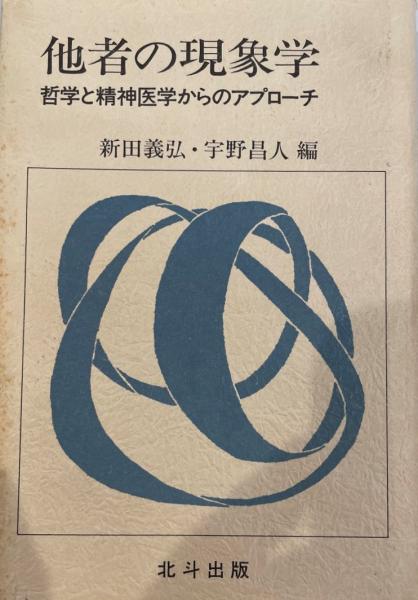 他者の現象学
哲学と精神医学からのアプローチ
新田義弘・宇野昌人 編
北斗出版